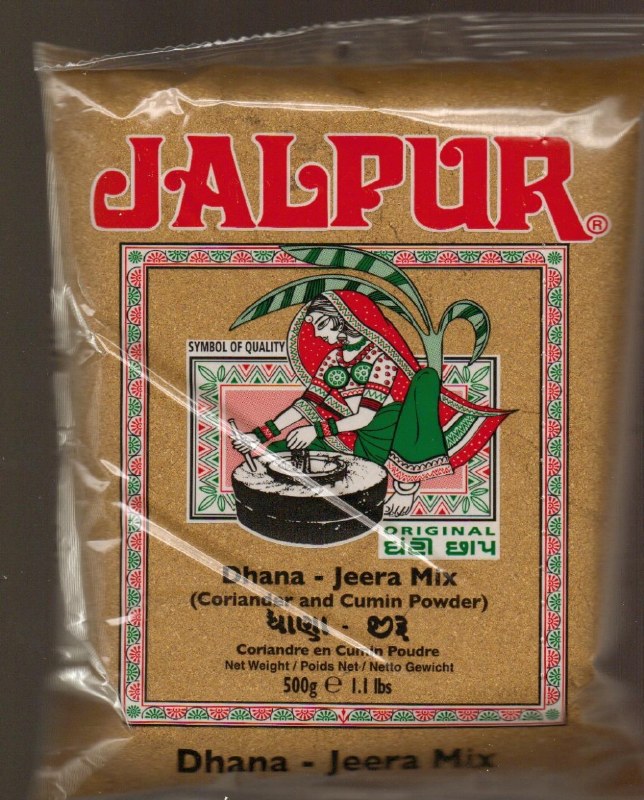 JALPUR®
SYMBOL OF QUALITY
ORIGINAL
ઘંટી છાપ
Dhana - Jeera Mix
(Coriander and Cumin Powder)
ધાણા - જીરૂ
Coriandre en Cumin Poudre
Net Weight / Poids Net / Netto Gewicht
500g ℮ 1.1 lbs
Dhana - Jeera Mix